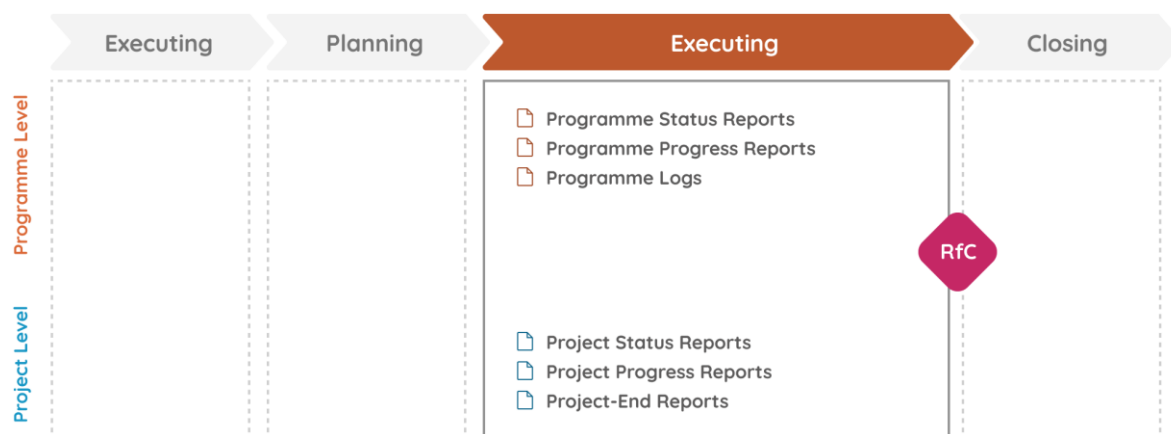 Executing
Planning
Executing
Closing
Programme Level
Programme Status Reports
Programme Progress Reports
Programme Logs
RfC
Project Level
Project Status Reports
Project Progress Reports
Project-End Reports